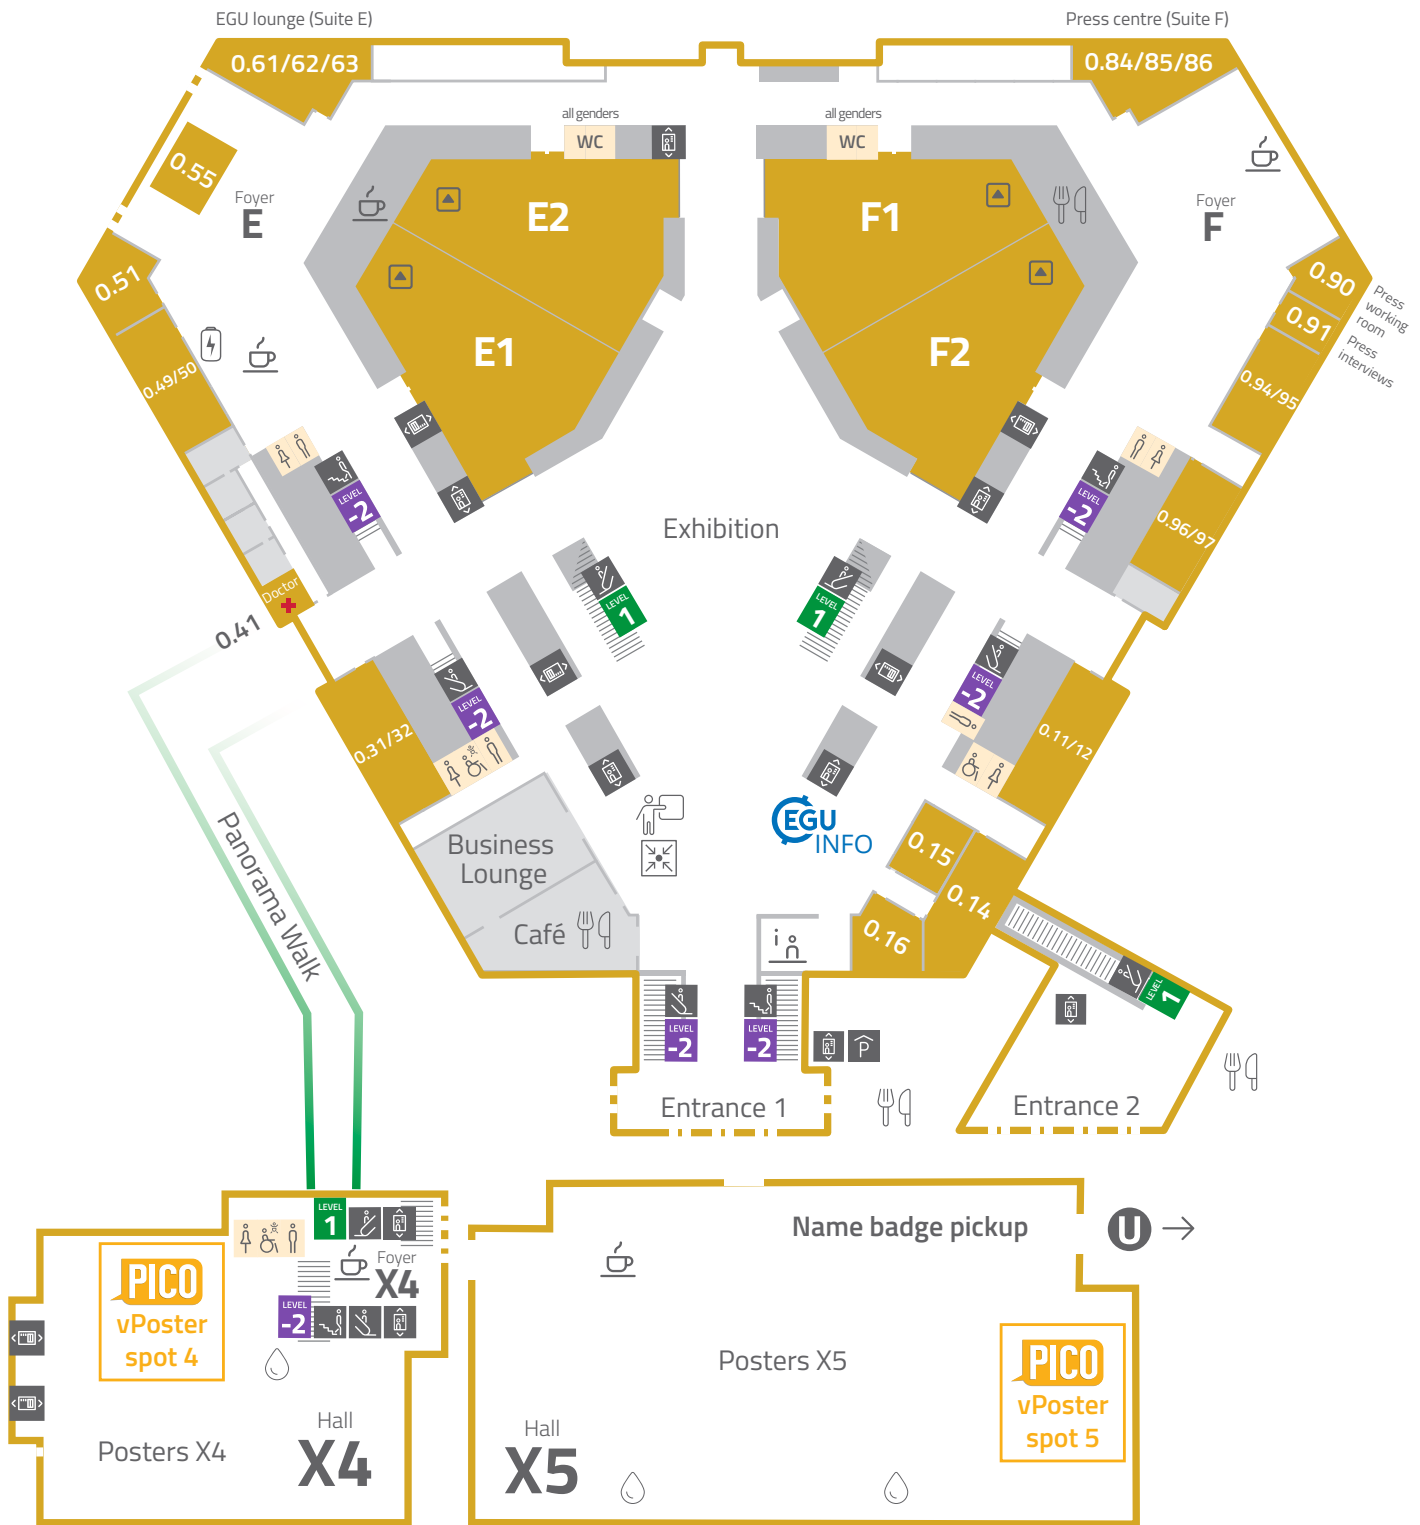 EGU lounge (Suite E)
Press centre (Suite F)
0.61/62/63
0.84/85/86
all genders
all genders
WC
WC
0.55
Foyer
E
E2
F1
Foyer
F
0.51
0.90
Press
working
room
0.91
Press
interviews
E1
F2
0.49/50
0.94/95
LEVEL
-2
LEVEL
-2
0.96/97
Exhibition
Doctor
0.41
LEVEL
1
LEVEL
1
LEVEL
-2
LEVEL
-2
0.31/32
0.11/12
EGU
INFO
Business
Lounge
0.15
0.14
Café
0.16
i
Panorama Walk
LEVEL
1
LEVEL
-2
LEVEL
-2
P
Entrance 1
Entrance 2
LEVEL
1
Name badge pickup
U
Foyer
X4
PICO
vPoster
spot 4
LEVEL
-2
Posters X5
PICO
vPoster
spot 5
Posters X4
Hall
X4
Hall
X5